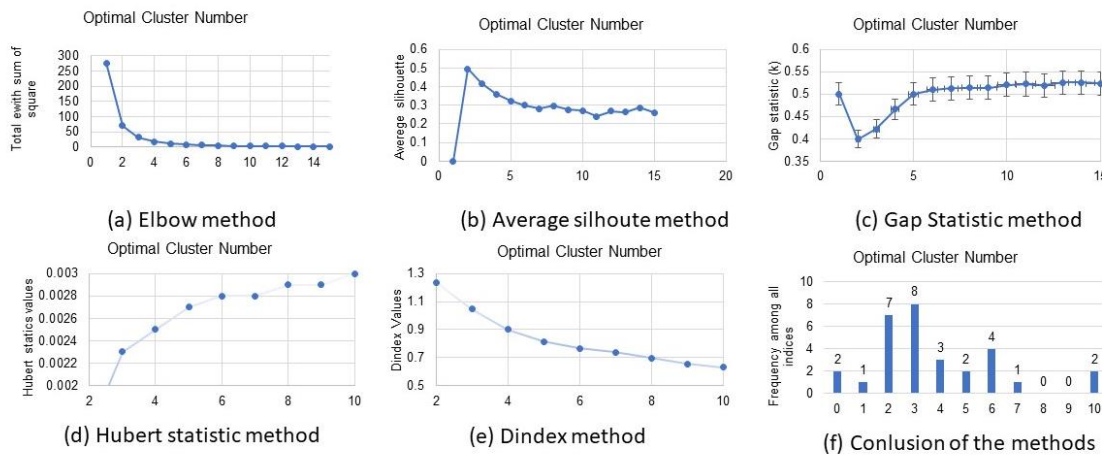 Optimal Cluster Number
Total ewith sum of
square
300
250
200
150
100
50
0
0 2 4 6 8 10 12 14
(a) Elbow method
Optimal Cluster Number
Averege slihouette
0.6
0.5
0.4
0.3
0.2
0.1
0
0 5 10 15 20
(b) Average silhoute method
Optimal Cluster Number
Gap statistic (k)
0.6
0.55
0.5
0.45
0.4
0.35
0 5 10 15
(c) Gap Statistic method
Optimal Cluster Number
Hubert statics values
0.003
0.0028
0.0026
0.0024
0.0022
0.002
2 4 6 8 10
(d) Hubert statistic method
Optimal Cluster Number
Dindex Values
1.3
1.1
0.9
0.7
0.5
2 4 6 8 10
(e) Dindex method
Optimal Cluster Number
Frequency among all
indices
10
8
6
4
2
0
2 1 7 8 3 2 4 1 0 0 2
0 1 2 3 4 5 6 7 8 9 10
(f) Conlusion of the methods